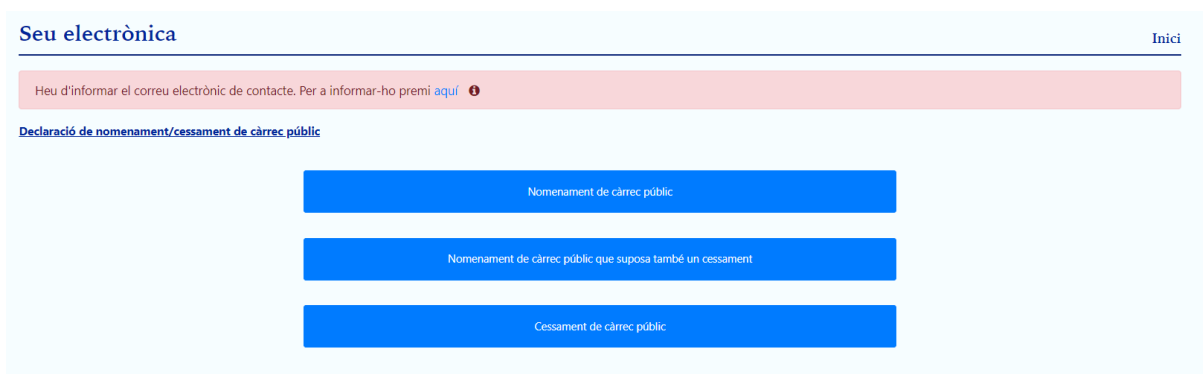 Seu electrònica
Inici
Heu d'informar el correu electrònic de contacte. Per a informar-ho premi aquí
Declaració de nomenament/cessament de càrrec públic
Nomenament de càrrec públic
Nomenament de càrrec públic que suposa també un cessament
Cessament de càrrec públic